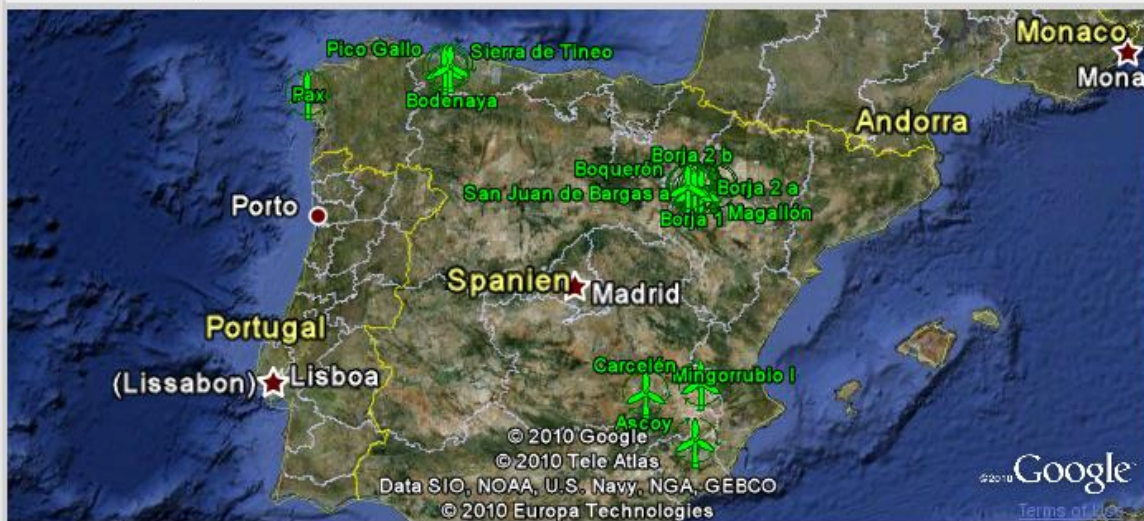 Monaco
Mona
Pico Gallo
Sierra de Tineo
Pax
Bodenaya
Andorra
Borja 2 b
Boquerón
San Juan de Bargas a
Borja 2 a
Magallón
Borja 1
Porto
Spanien
Madrid
Portugal
Carcelén
Mingorrubio I
(Lissabon)
Lisboa
Ascoy
© 2010 Google
© 2010 Tele Atlas
Data SIO, NOAA, U.S. Navy, NGA, GEBCO
© 2010 Europa Technologies
©2010 Google
Terms of Use